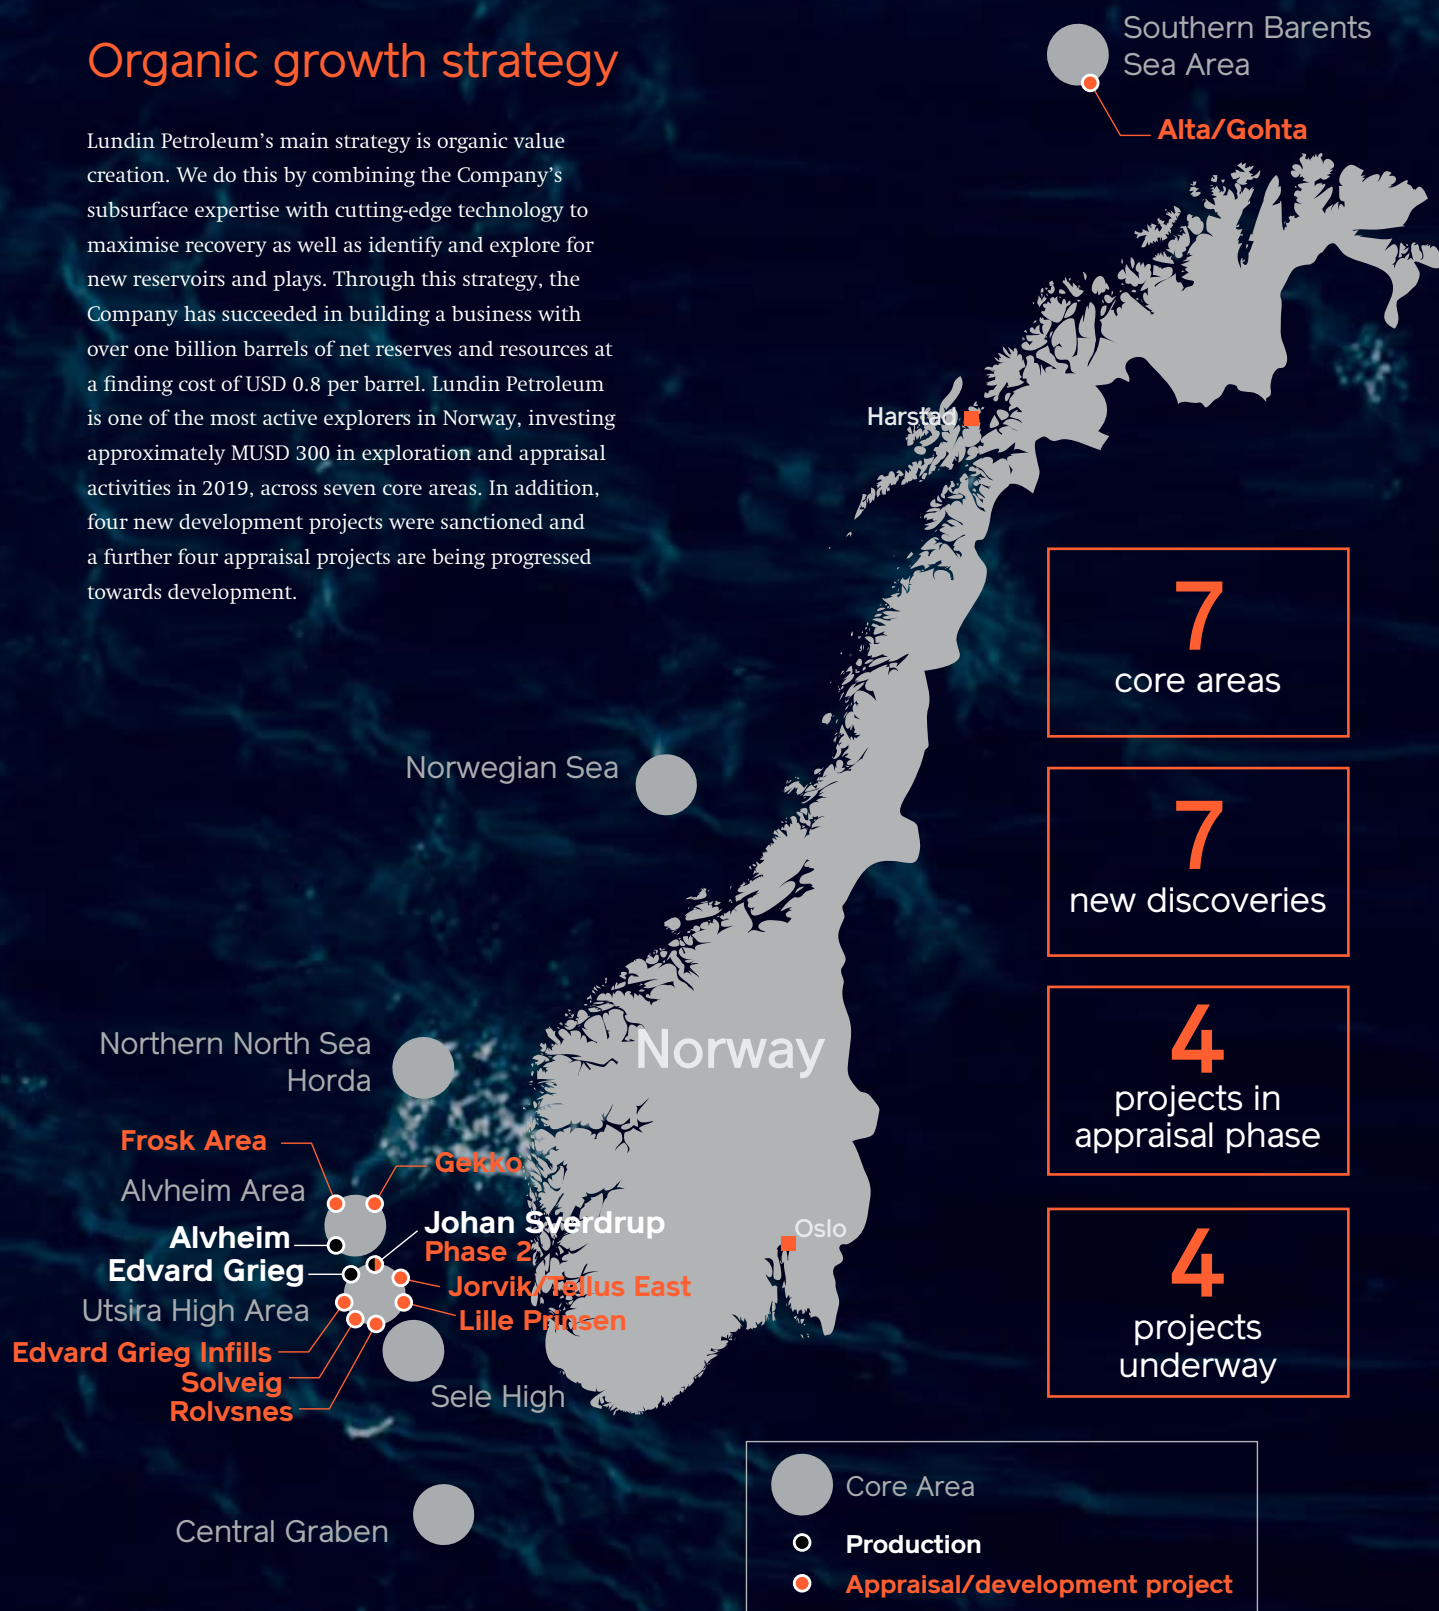 Organic growth strategy
Lundin Petroleum’s main strategy is organic value
creation. We do this by combining the Company’s
subsurface expertise with cutting-edge technology to
maximise recovery as well as identify and explore for
new reservoirs and plays. Through this strategy, the
Company has succeeded in building a business with
over one billion barrels of net reserves and resources at
a finding cost of USD 0.8 per barrel. Lundin Petroleum
is one of the most active explorers in Norway, investing
approximately MUSD 300 in exploration and appraisal
activities in 2019, across seven core areas. In addition,
four new development projects were sanctioned and
a further four appraisal projects are being progressed
towards development.
Southern Barents
Sea Area
Alta/Gohta
Harstad
Norwegian Sea
Northern North Sea
Horda
Norway
Frosk Area
Gekko
Alvheim Area
Alvheim
Johan Sverdrup
Phase 2
Edvard Grieg
Jorvik/Tellus East
Utsira High Area
Lille Prinsen
Edvard Grieg Infills
Solveig
Rolvsnes
Sele High
Oslo
Central Graben
7
core areas
7
new discoveries
4
projects in
appraisal phase
4
projects
underway
Core Area
Production
Appraisal/development project